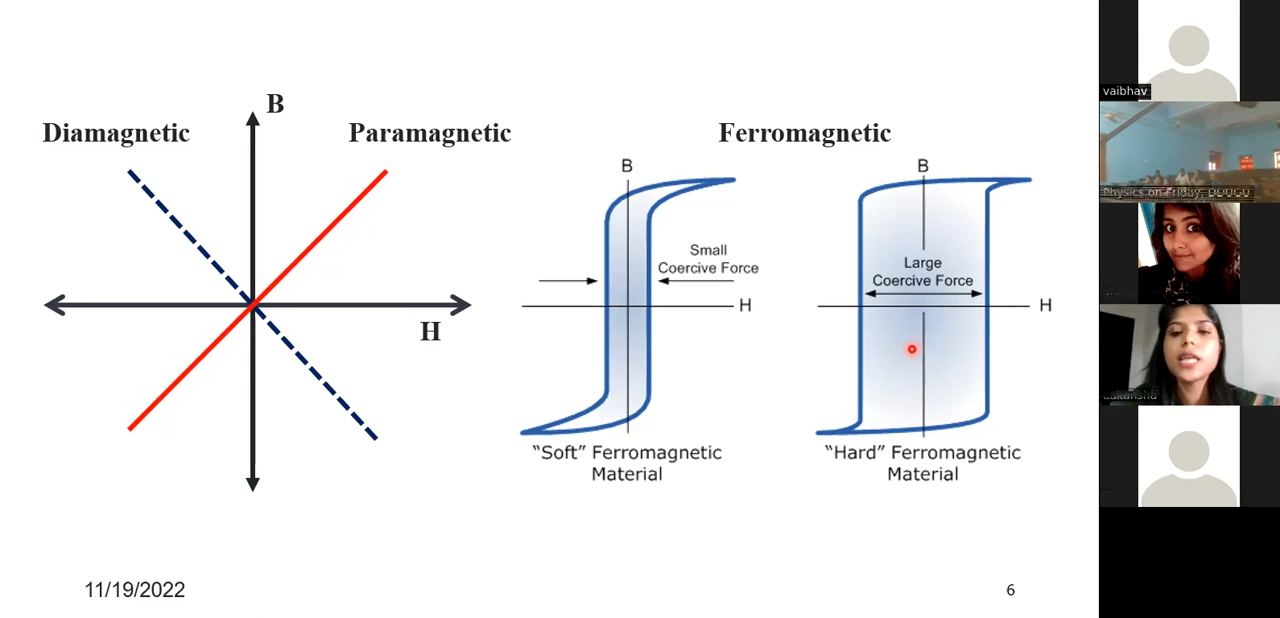 B
Diamagnetic
Paramagnetic
H
Ferromagnetic
B
Small
Coercive Force
H
"Soft" Ferromagnetic
Material
B
Large
Coercive Force
H
"Hard" Ferromagnetic
Material
11/19/2022
6
vaibhav
Physics on Friday, DDUGU
aakansha